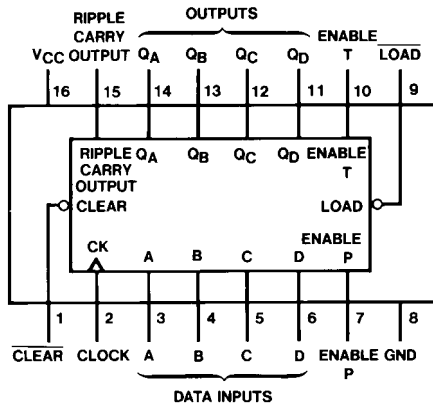 OUTPUTS
RIPPLE CARRY OUTPUT
ENABLE T
VCC QA QB QC QD LOAD
16 15 14 13 12 11 10 9
RIPPLE CARRY OUTPUT QA QB QC QD ENABLE T
CLEAR LOAD
CK A B C D ENABLE P
1 2 3 4 5 6 7 8
CLEAR CLOCK A B C D ENABLE P GND
DATA INPUTS